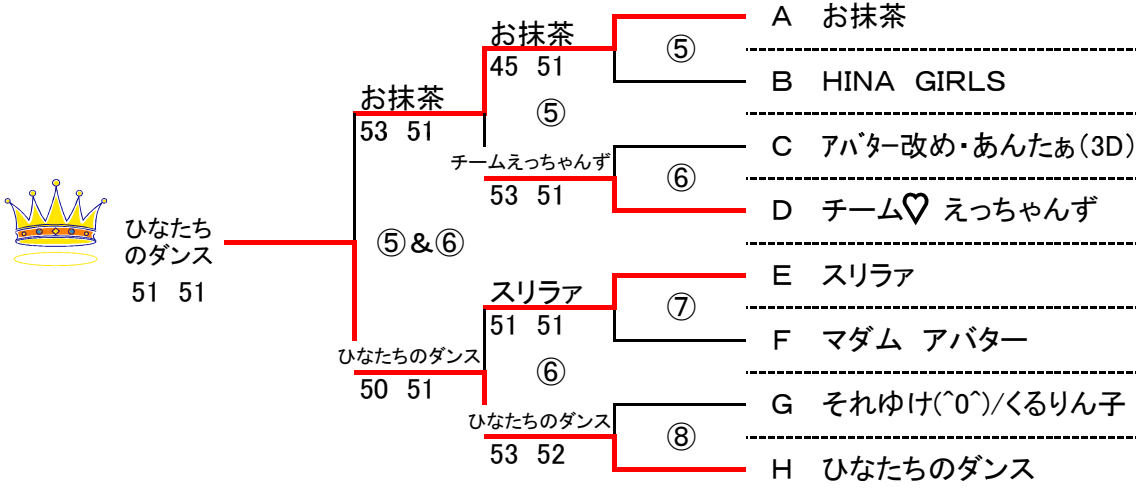 A お抹茶
お抹茶
⑤
45 51
B HINA GIRLS
お抹茶
⑤
53 51
C アバター改め・あんたぁ(3D)
チームえっちゃんず
⑥
53 51
D チーム♡ えっちゃんず
ひなたち
のダンス
⑤&⑥
51 51
E スリラァ
スリラァ
⑦
51 51
F マダム アバター
ひなたちのダンス
⑥
50 51
G それゆけ(^0^)/くるりん子
ひなたちのダンス
⑧
53 52
H ひなたちのダンス